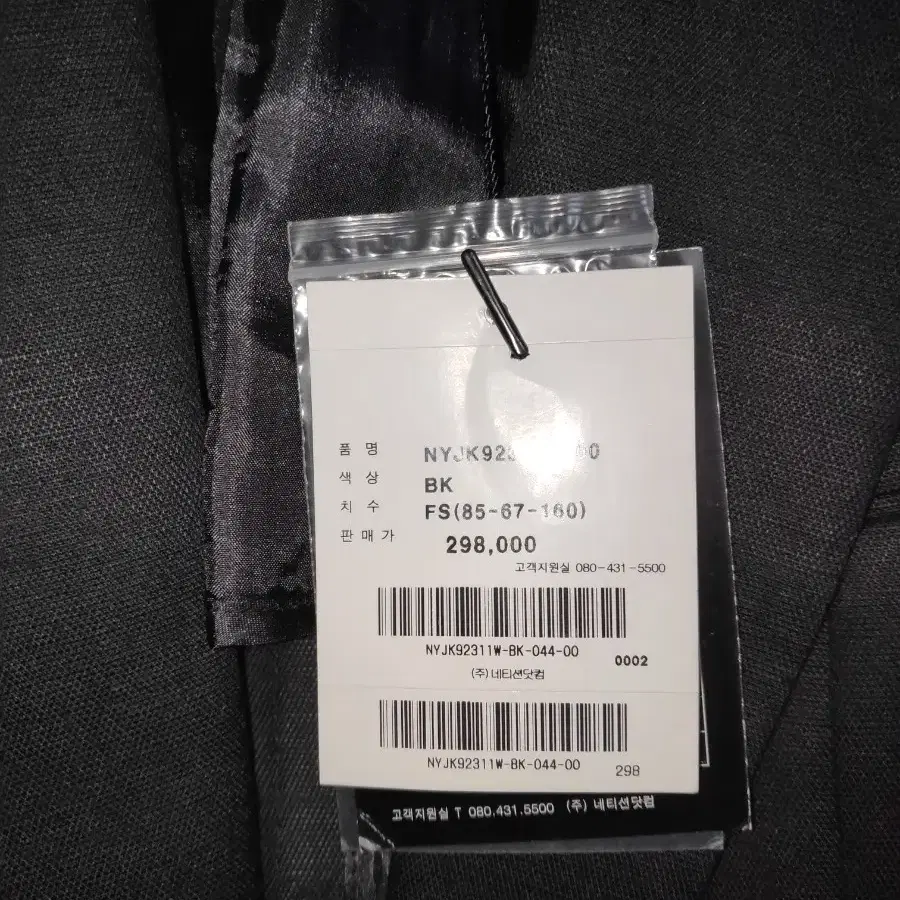 품 명
색 상 BK
치 수 FS(85-67-160)
판 매 가 298,000
고객지원실 080-431-5500
NYJK92311W-BK-044-00
0002
(주)네티션닷컴
NYJK92311W-BK-044-00
298
고객지원실 T 080.431.5500 (주) 네티션닷컴